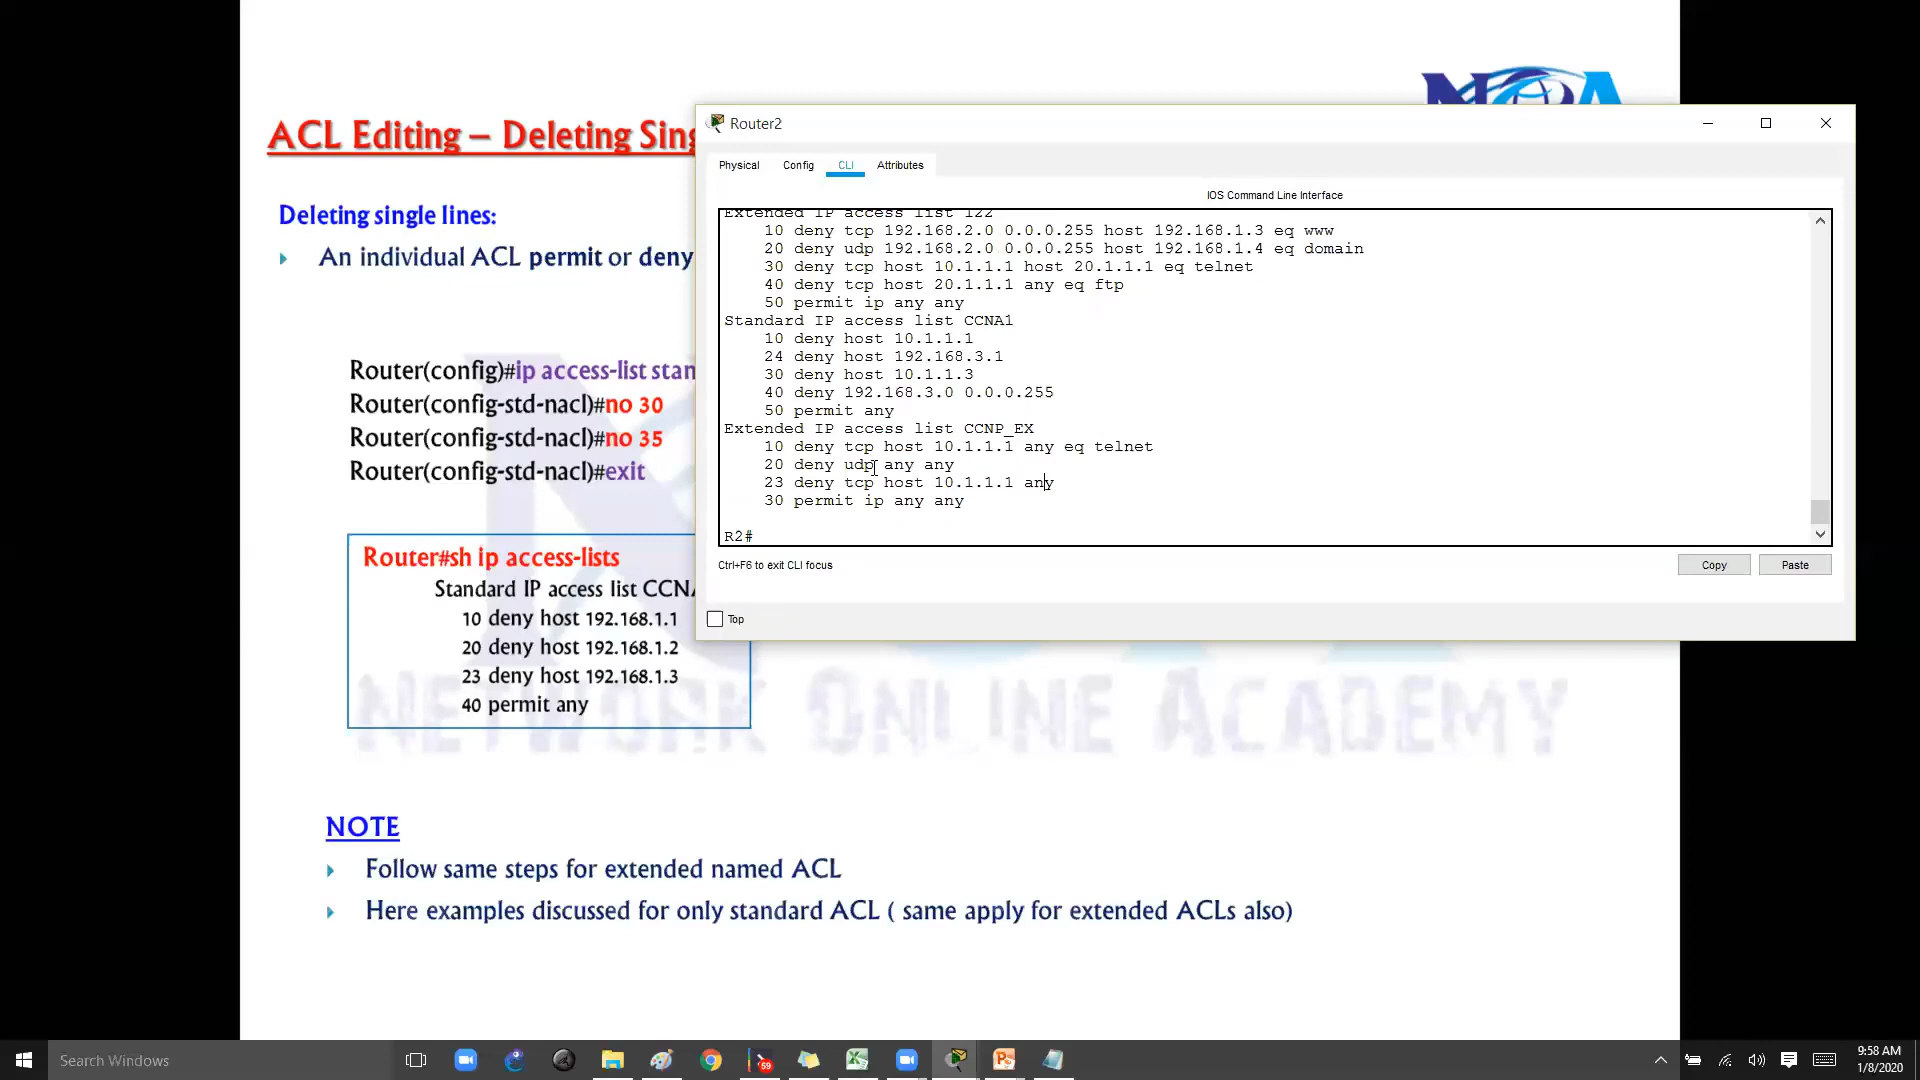 ACL Editing – Deleting Sing
Deleting single lines:
An individual ACL permit or deny
Router(config)#ip access-list stan
Router(config-std-nacl)#no 30
Router(config-std-nacl)#no 35
Router(config-std-nacl)#exit
Router#sh ip access-lists
Standard IP access list CCNA
10 deny host 192.168.1.1
20 deny host 192.168.1.2
23 deny host 192.168.1.3
40 permit any
Router2
Physical Config CLI Attributes
IOS Command Line Interface
Extended IP access list 122
10 deny tcp 192.168.2.0 0.0.0.255 host 192.168.1.3 eq www
20 deny udp 192.168.2.0 0.0.0.255 host 192.168.1.4 eq domain
30 deny tcp host 10.1.1.1 host 20.1.1.1 eq telnet
40 deny tcp host 20.1.1.1 any eq ftp
50 permit ip any any
Standard IP access list CCNA1
10 deny host 10.1.1.1
24 deny host 192.168.3.1
30 deny host 10.1.1.3
40 deny 192.168.3.0 0.0.0.255
50 permit any
Extended IP access list CCNP_EX
10 deny tcp host 10.1.1.1 any eq telnet
20 deny udp any any
23 deny tcp host 10.1.1.1 any
30 permit ip any any
R2#
Ctrl+F6 to exit CLI focus
Copy Paste
Top
NETWORK ONLINE ACADEMY
NOTE
Follow same steps for extended named ACL
Here examples discussed for only standard ACL ( same apply for extended ACLs also)
Search Windows
59
9:58 AM
1/8/2020